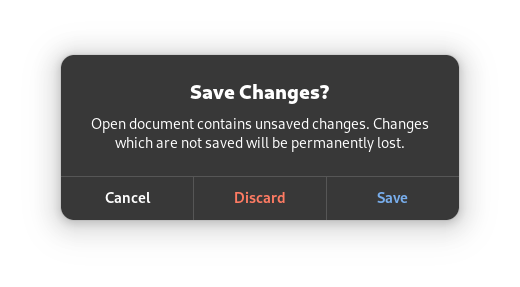 Save Changes?
Open document contains unsaved changes. Changes
which are not saved will be permanently lost.
Cancel
Discard
Save